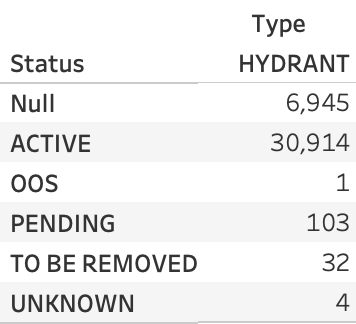 Type
Status HYDRANT
Null 6,945
ACTIVE 30,914
OOS 1
PENDING 103
TO BE REMOVED 32
UNKNOWN 4